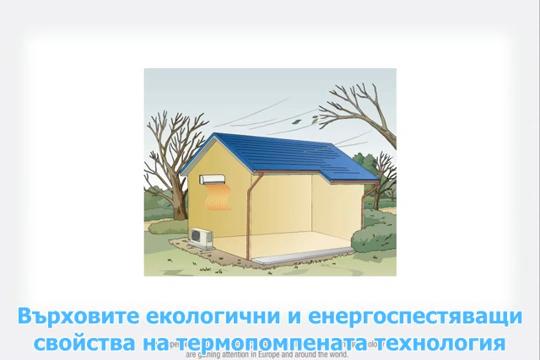 Върховите екологични и енергоспестяващи
свойства на термопомпената технология
are gaining attention in Europe and around the world.